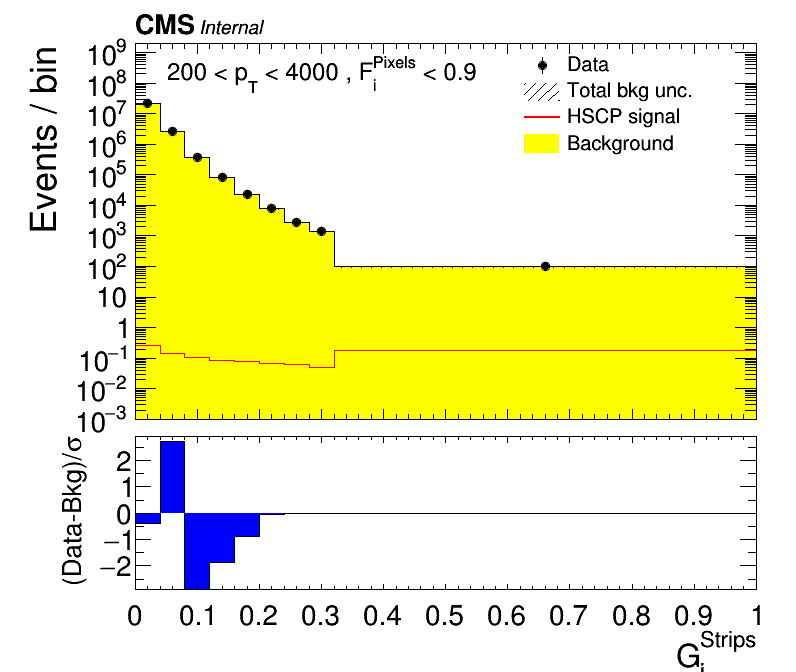 CMS Internal
200 < p_T < 4000 , F_i^Pixels < 0.9
Data
Total bkg unc.
HSCP signal
Background
Events / bin
10^9
10^8
10^7
10^6
10^5
10^4
10^3
10^2
10
1
10^−1
10^−2
10^−3
(Data-Bkg)/σ
2
1
0
−1
−2
0 0.1 0.2 0.3 0.4 0.5 0.6 0.7 0.8 0.9 1
G_i^Strips